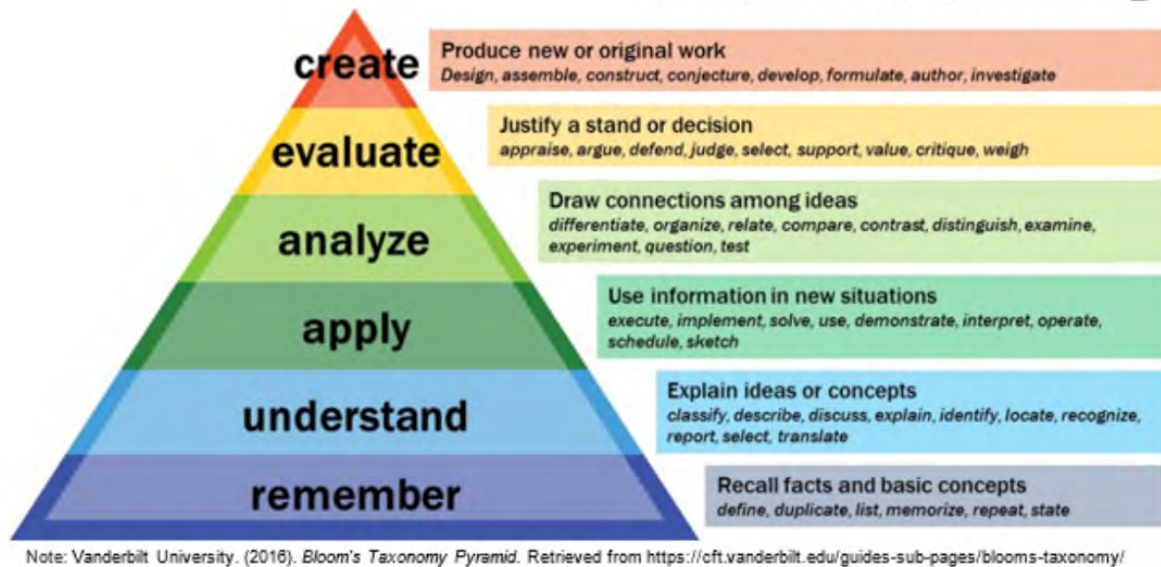 create
Produce new or original work
Design, assemble, construct, conjecture, develop, formulate, author, investigate
evaluate
Justify a stand or decision
appraise, argue, defend, judge, select, support, value, critique, weigh
analyze
Draw connections among ideas
differentiate, organize, relate, compare, contrast, distinguish, examine,
experiment, question, test
apply
Use information in new situations
execute, implement, solve, use, demonstrate, interpret, operate,
schedule, sketch
understand
Explain ideas or concepts
classify, describe, discuss, explain, identify, locate, recognize,
report, select, translate
remember
Recall facts and basic concepts
define, duplicate, list, memorize, repeat, state
Note: Vanderbilt University. (2016). Bloom's Taxonomy Pyramid. Retrieved from https://cft.vanderbilt.edu/guides-sub-pages/blooms-taxonomy/